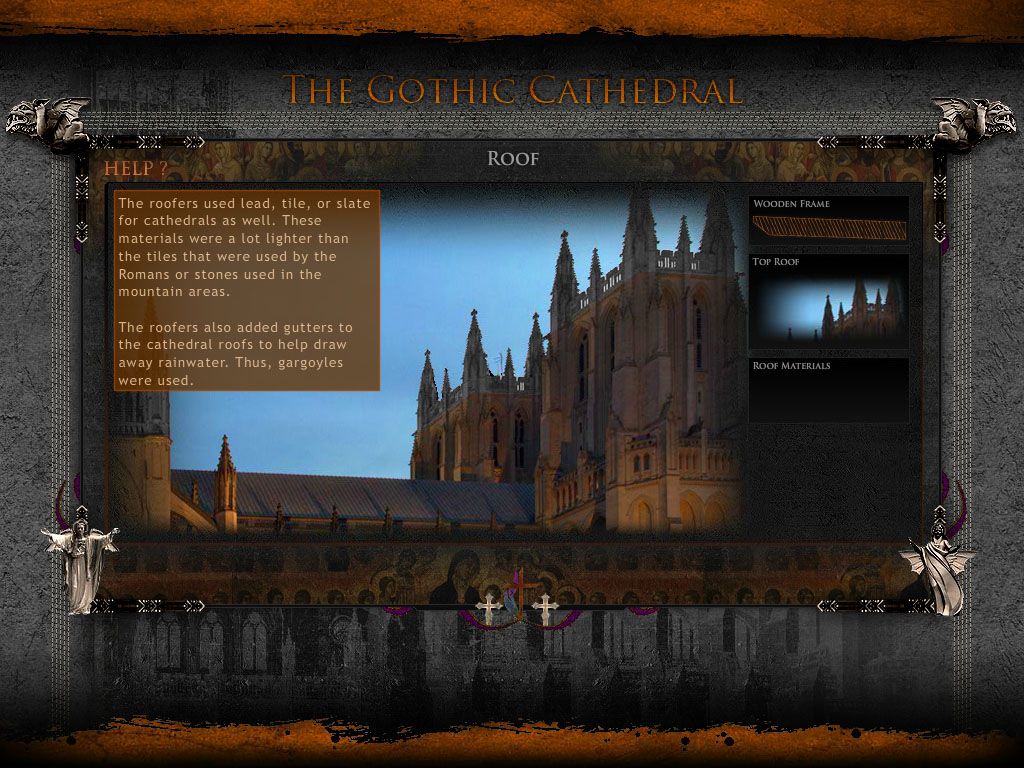 The Gothic Cathedral
Roof
HELP ?
The roofers used lead, tile, or slate
for cathedrals as well. These
materials were a lot lighter than
the tiles that were used by the
Romans or stones used in the
mountain areas.
The roofers also added gutters to
the cathedral roofs to help draw
away rainwater. Thus, gargoyles
were used.
Wooden Frame
Top Roof
Roof Materials